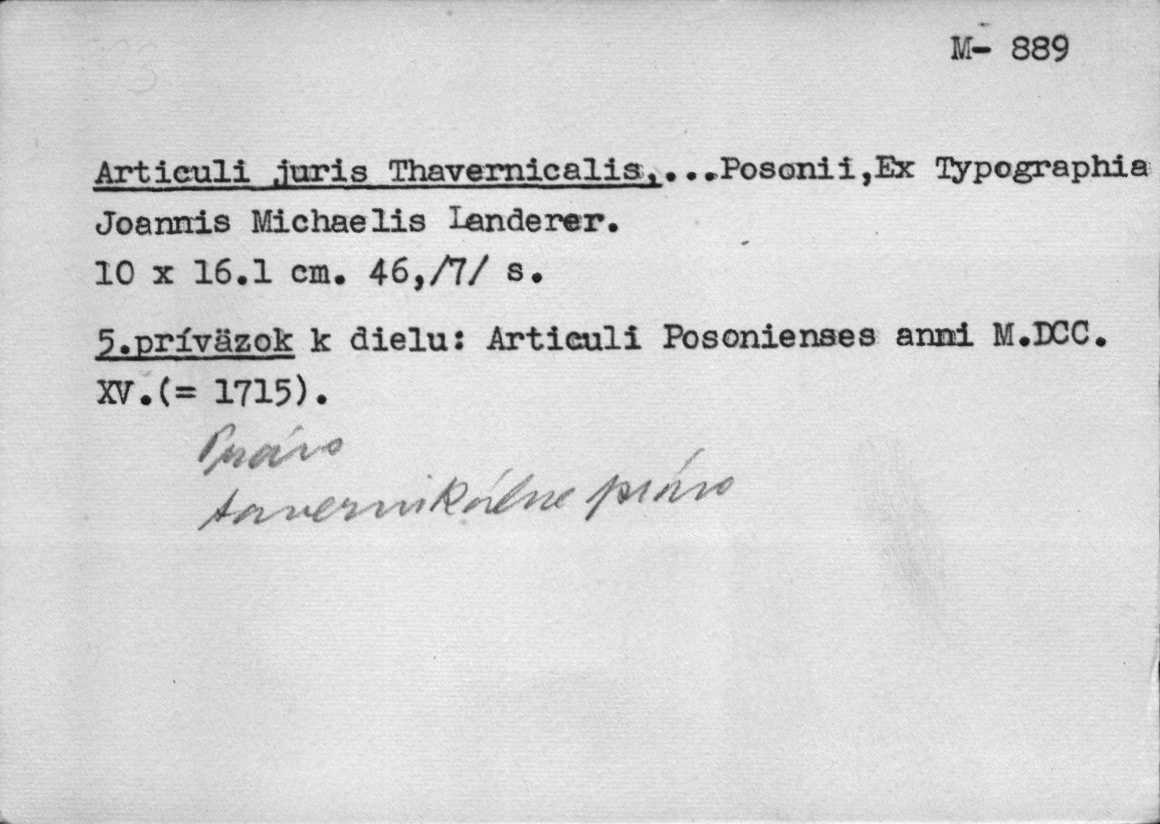 M- 889
Articuli juris Thavernicalis,...Posonii,Ex Typographia
Joannis Michaelis Landerer.
10 x 16.1 cm. 46,/7/ s.
5.príväzok k dielu: Articuli Posonienses anni M.DCC.
XV.(= 1715).
Právo
tavernikálne právo